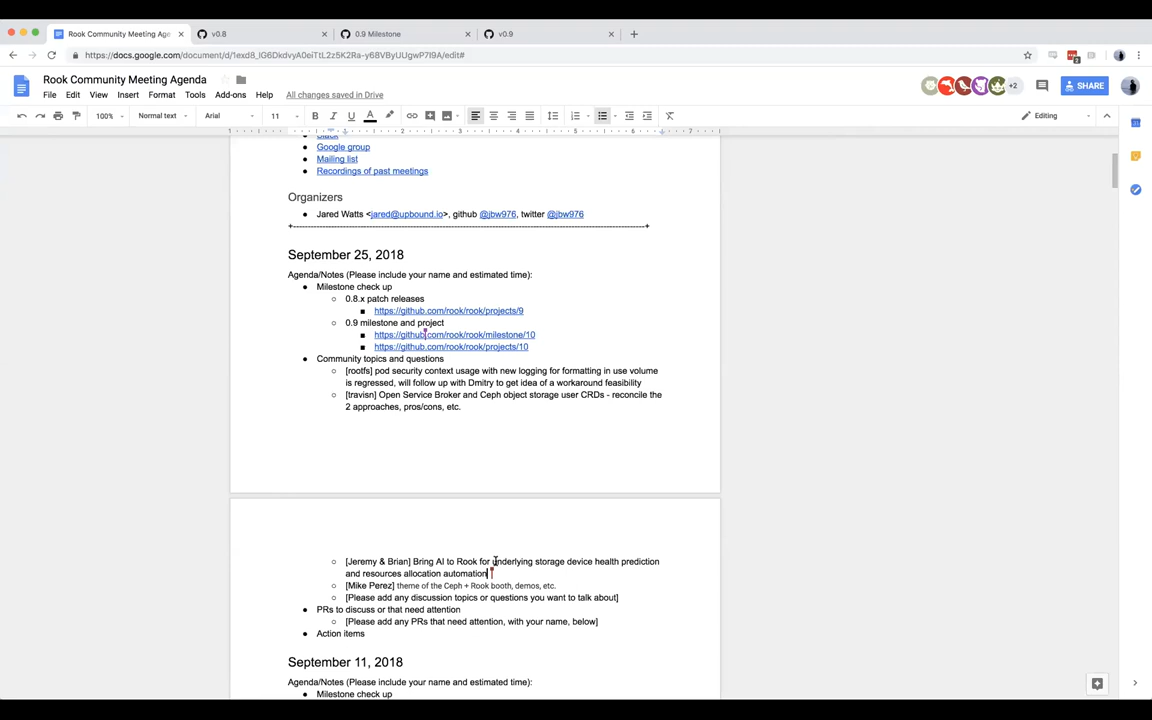 Rook Community Meeting Age
v0.8
0.9 Milestone
v0.9
https://docs.google.com/document/d/1exd8_IG6DkdvyA0eiTtL2z5K2Ra-y68VByUUgwP7I9A/edit#
Rook Community Meeting Agenda
File Edit View Insert Format Tools Add-ons Help All changes saved in Drive
+2
SHARE
100% Normal text Arial 11
Editing
1 1 2 3 4 5 6 7
Google group
Mailing list
Recordings of past meetings
Organizers
Jared Watts <jared@upbound.io>, github @jbw976, twitter @jbw976
September 25, 2018
Agenda/Notes (Please include your name and estimated time):
Milestone check up
0.8.x patch releases
https://github.com/rook/rook/projects/9
0.9 milestone and project
https://github.com/rook/rook/milestone/10
https://github.com/rook/rook/projects/10
Community topics and questions
[rootfs] pod security context usage with new logging for formatting in use volume
is regressed, will follow up with Dmitry to get idea of a workaround feasibility
[travisn] Open Service Broker and Ceph object storage user CRDs - reconcile the
2 approaches, pros/cons, etc.
[Jeremy & Brian] Bring AI to Rook for underlying storage device health prediction
and resources allocation automation
[Mike Perez] theme of the Ceph + Rook booth, demos, etc.
[Please add any discussion topics or questions you want to talk about]
PRs to discuss or that need attention
[Please add any PRs that need attention, with your name, below]
Action items
September 11, 2018
Agenda/Notes (Please include your name and estimated time):
Milestone check up